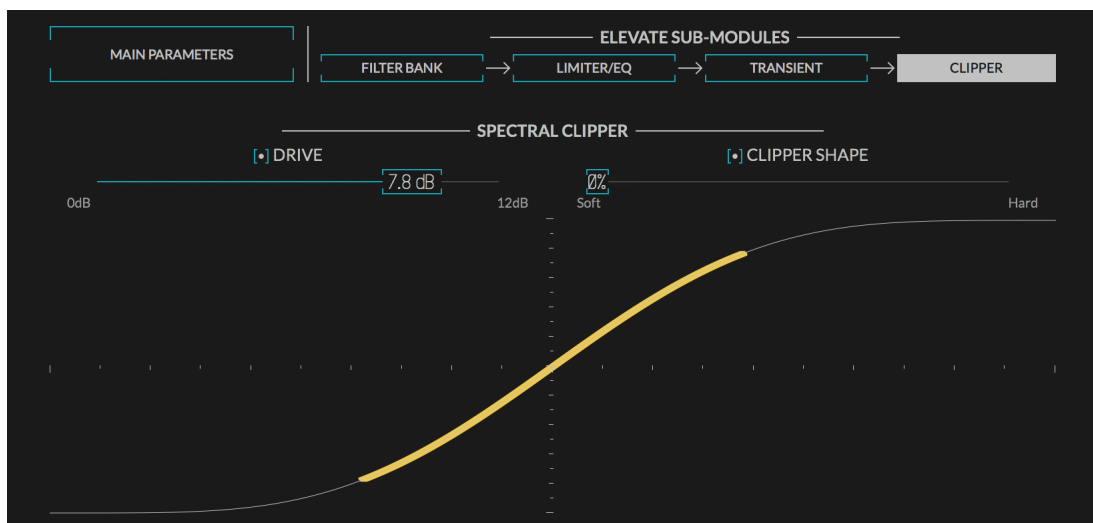 MAIN PARAMETERS
ELEVATE SUB-MODULES
FILTER BANK
LIMITER/EQ
TRANSIENT
CLIPPER
SPECTRAL CLIPPER
DRIVE
CLIPPER SHAPE
7.8 dB
0%
0dB
12dB
Soft
Hard